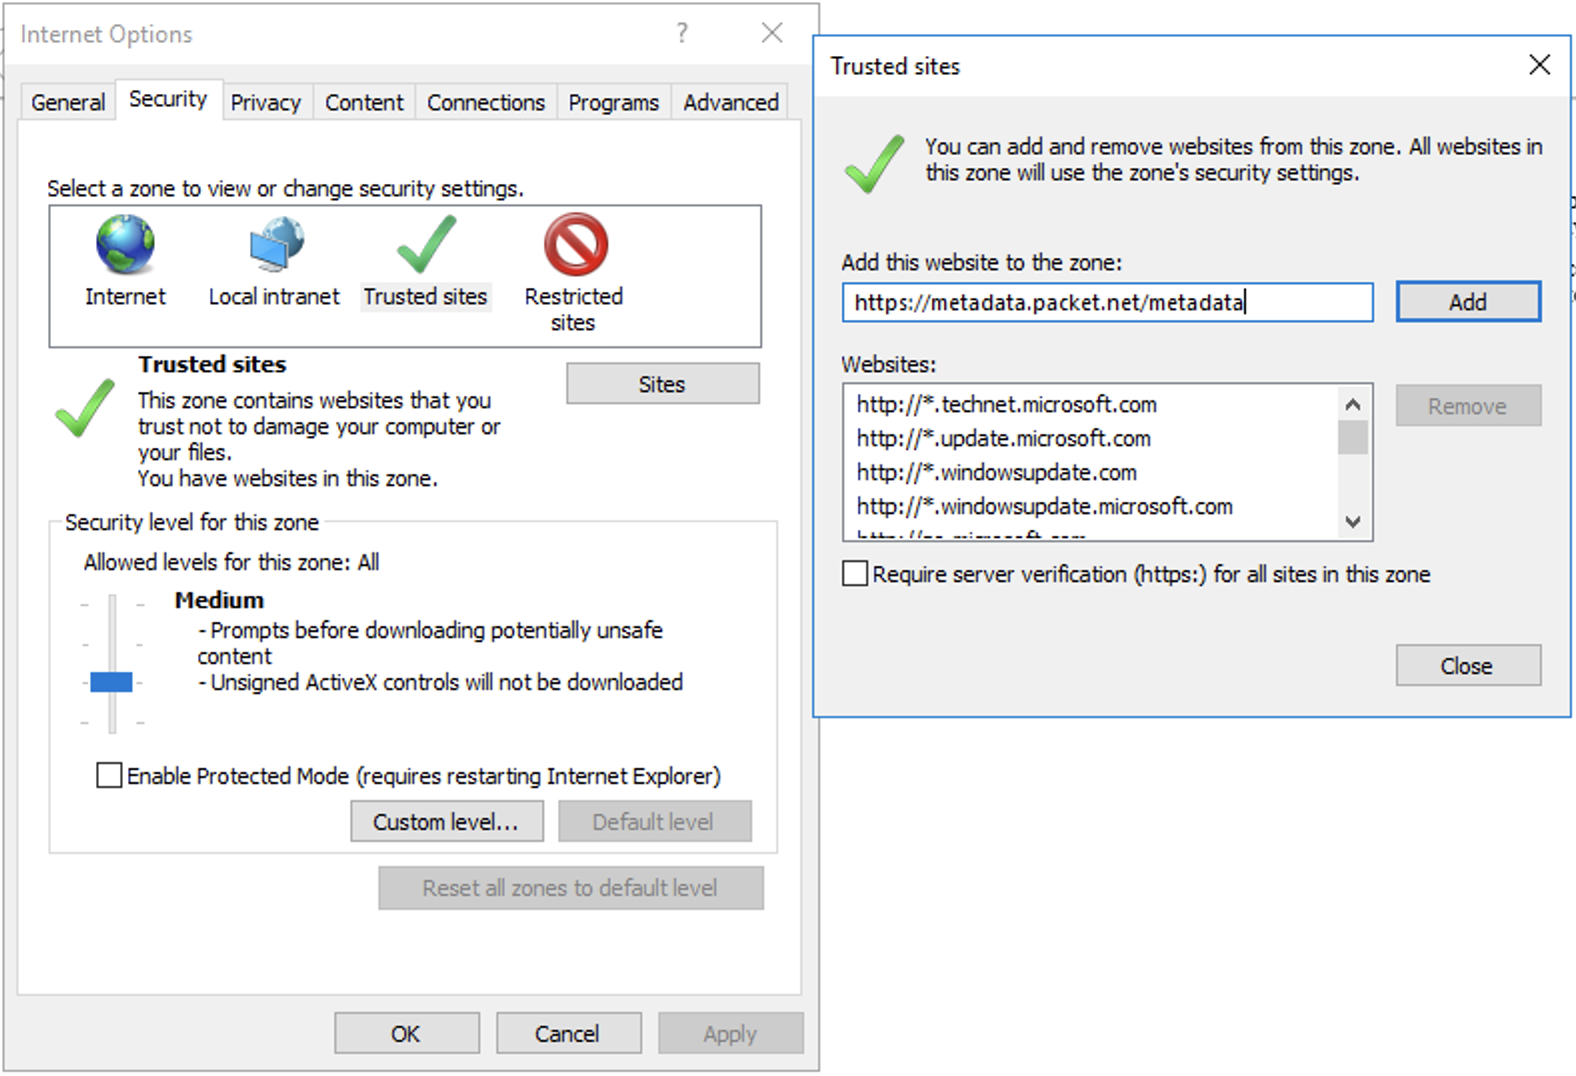 Internet Options
?
General
Security
Privacy
Content
Connections
Programs
Advanced
Select a zone to view or change security settings.
Internet
Local intranet
Trusted sites
Restricted
sites
Trusted sites
Sites
This zone contains websites that you
trust not to damage your computer or
your files.
You have websites in this zone.
Security level for this zone
Allowed levels for this zone: All
Medium
- Prompts before downloading potentially unsafe
content
- Unsigned ActiveX controls will not be downloaded
Enable Protected Mode (requires restarting Internet Explorer)
Custom level...
Default level
Reset all zones to default level
OK
Cancel
Apply
Trusted sites
You can add and remove websites from this zone. All websites in
this zone will use the zone's security settings.
Add this website to the zone:
https://metadata.packet.net/metadata
Add
Websites:
http://*.technet.microsoft.com
http://*.update.microsoft.com
http://*.windowsupdate.com
http://*.windowsupdate.microsoft.com
Remove
Require server verification (https:) for all sites in this zone
Close